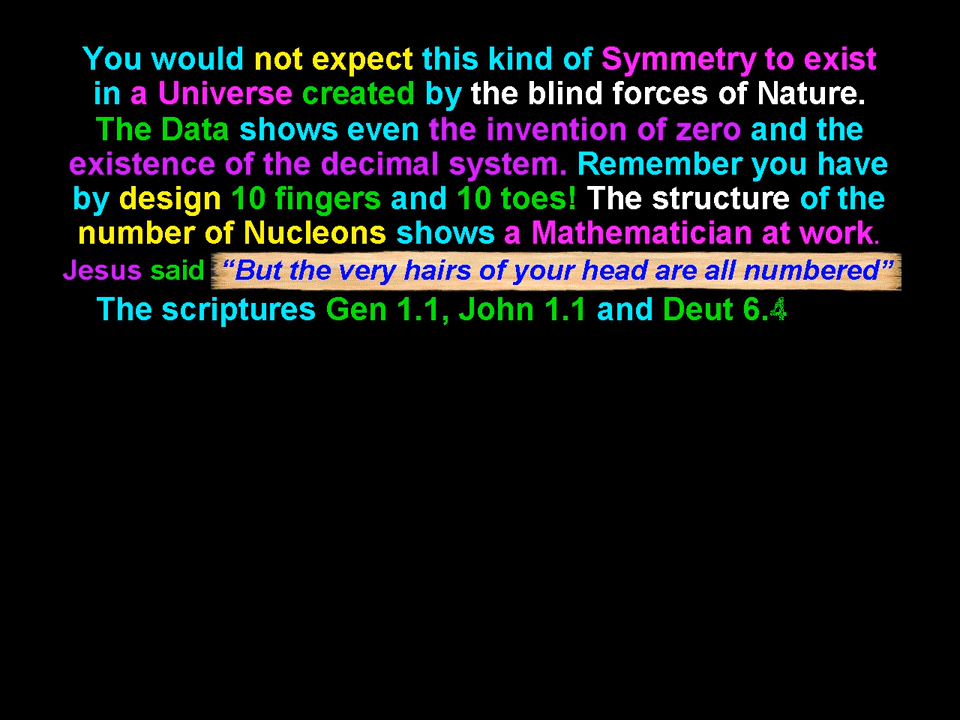 You would not expect this kind of Symmetry to exist
in a Universe created by the blind forces of Nature.
The Data shows even the invention of zero and the
existence of the decimal system. Remember you have
by design 10 fingers and 10 toes! The structure of the
number of Nucleons shows a Mathematician at work.
Jesus said “But the very hairs of your head are all numbered”
The scriptures Gen 1.1, John 1.1 and Deut 6.4